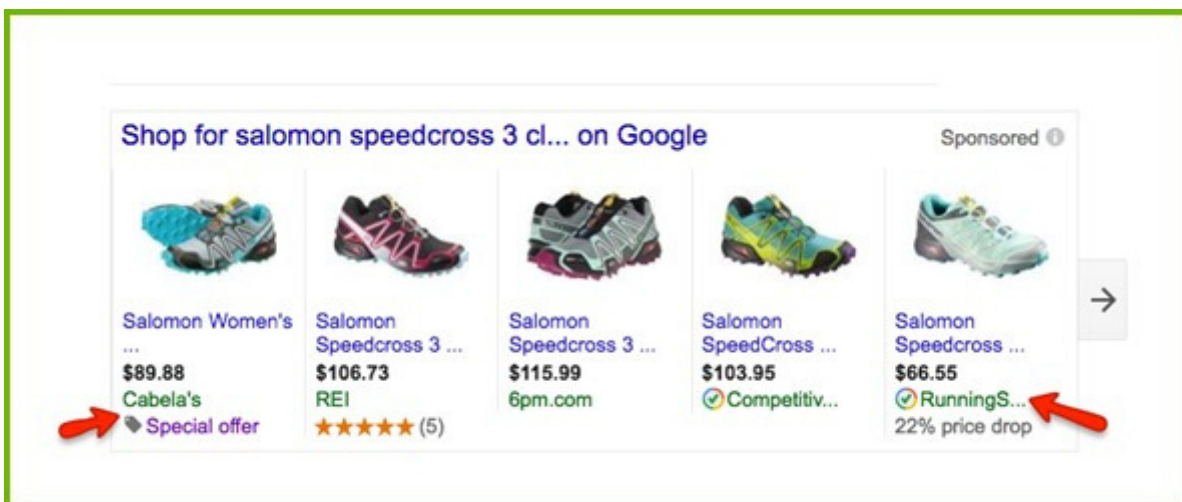 Shop for salomon speedcross 3 cl... on Google
Sponsored
Salomon Women's
...
$89.88
Cabela's
Special offer
Salomon
Speedcross 3 ...
$106.73
REI
(5)
Salomon
Speedcross 3 ...
$115.99
6pm.com
Salomon
SpeedCross ...
$103.95
Competitiv...
Salomon
Speedcross ...
$66.55
RunningS...
22% price drop